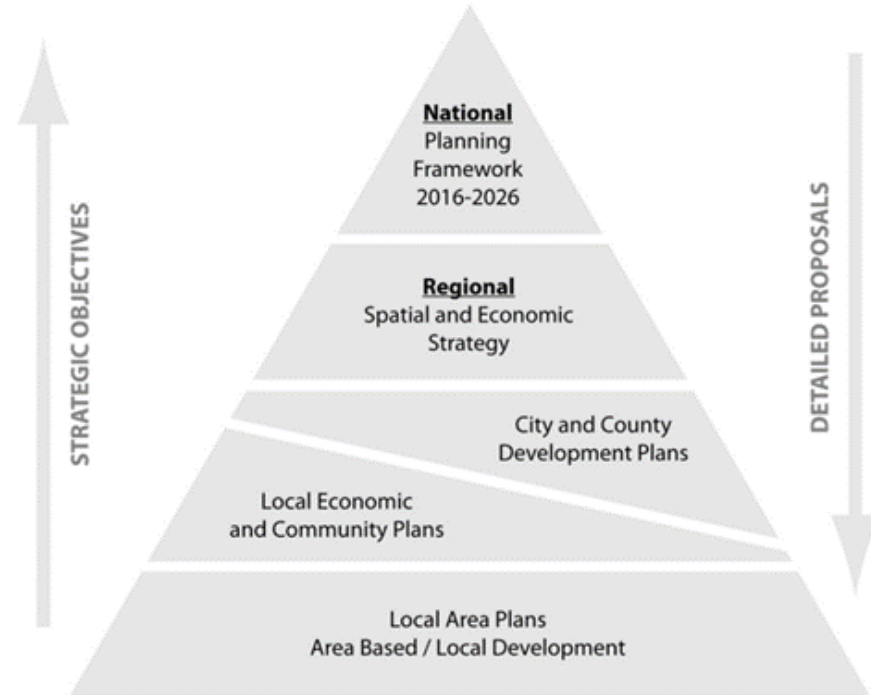 National
Planning
Framework
2016-2026
STRATEGIC OBJECTIVES
DETAILED PROPOSALS
Regional
Spatial and Economic
Strategy
City and County
Development Plans
Local Economic
and Community Plans
Local Area Plans
Area Based / Local Development